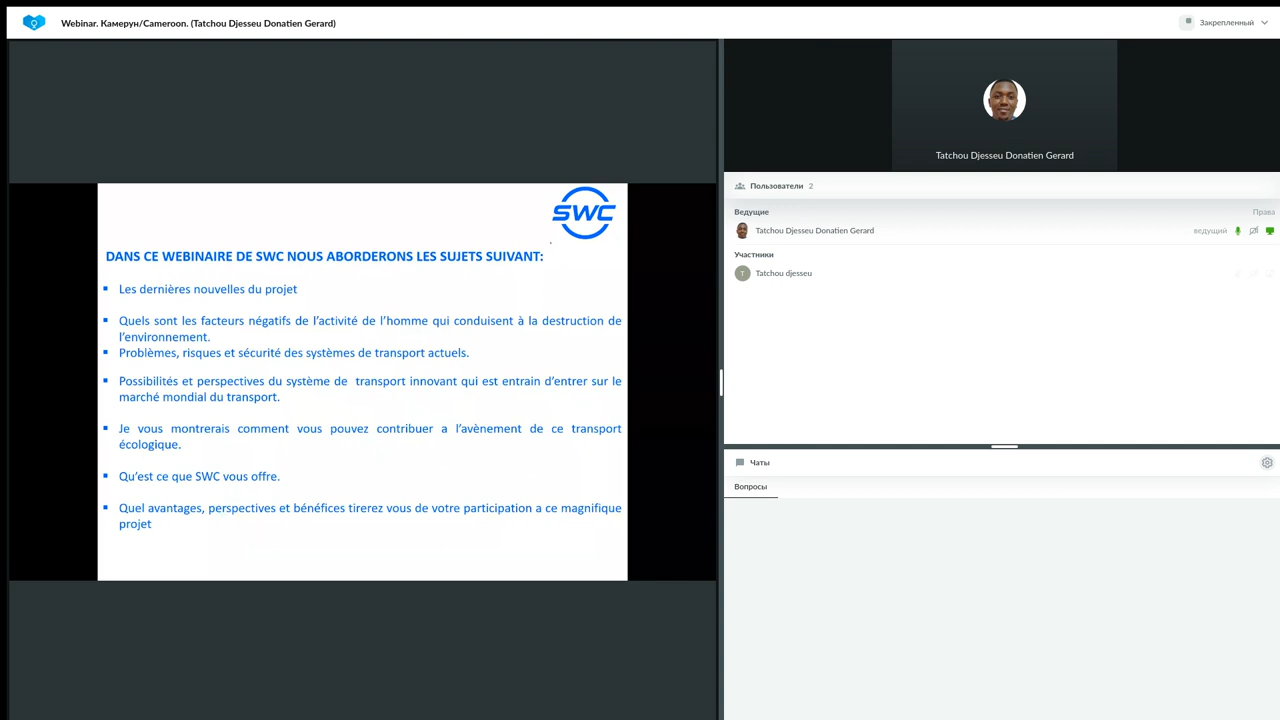 Webinar. Камерун/Cameroon. (Tatchou Djesseu Donatien Gerard)
Закрепленный
SWC
DANS CE WEBINAIRE DE SWC NOUS ABORDERONS LES SUJETS SUIVANT:
▪ Les dernières nouvelles du projet
▪ Quels sont les facteurs négatifs de l’activité de l’homme qui conduisent à la destruction de
l’environnement.
▪ Problèmes, risques et sécurité des systèmes de transport actuels.
▪ Possibilités et perspectives du système de transport innovant qui est entrain d’entrer sur le
marché mondial du transport.
▪ Je vous montrerais comment vous pouvez contribuer a l’avènement de ce transport
écologique.
▪ Qu’est ce que SWC vous offre.
▪ Quel avantages, perspectives et bénéfices tirerez vous de votre participation a ce magnifique
projet
Tatchou Djesseu Donatien Gerard
Пользователи 2
Ведущие Права
Tatchou Djesseu Donatien Gerard ведущий
Участники
T Tatchou djesseu
Чаты
Вопросы